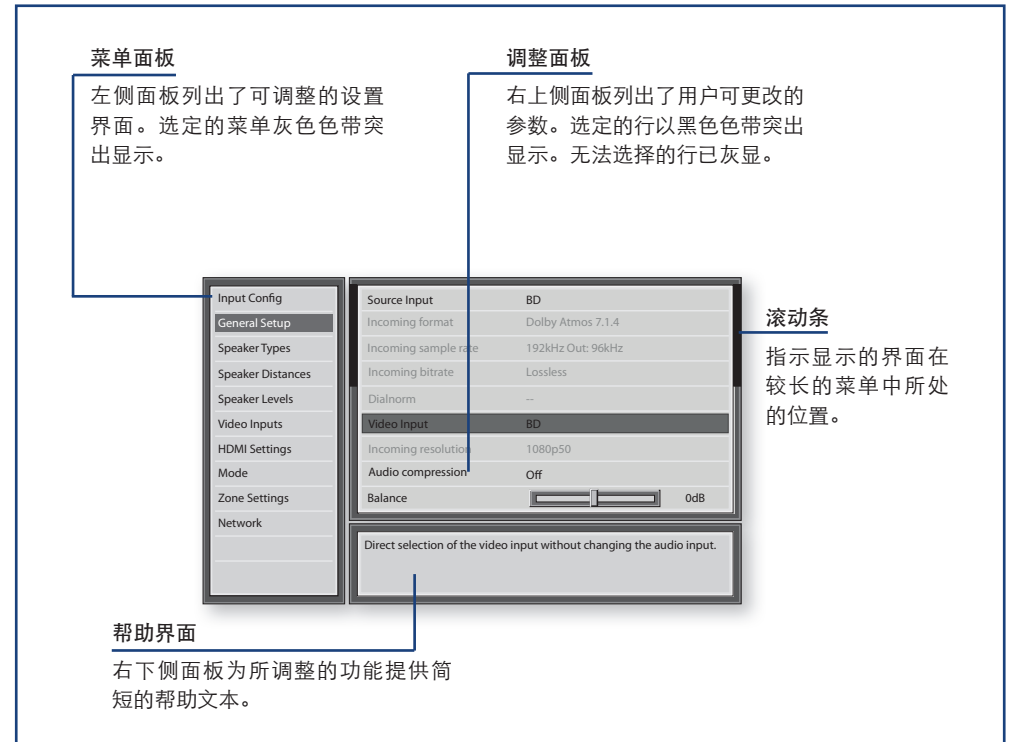 菜单面板
左侧面板列出了可调整的设置
界面。选定的菜单灰色色带突
出显示。
调整面板
右上侧面板列出了用户可更改的
参数。选定的行以黑色色带突出
显示。无法选择的行已灰显。
Input Config
General Setup
Speaker Types
Speaker Distances
Speaker Levels
Video Inputs
HDMI Settings
Mode
Zone Settings
Network
Source Input BD
Incoming format Dolby Atmos 7.1.4
Incoming sample rate 192kHz Out: 96kHz
Incoming bitrate Lossless
Dialnorm --
Video Input BD
Incoming resolution 1080p50
Audio compression Off
Balance 0dB
Direct selection of the video input without changing the audio input.
滚动条
指示显示的界面在
较长的菜单中所处
的位置。
帮助界面
右下侧面板为所调整的功能提供简
短的帮助文本。